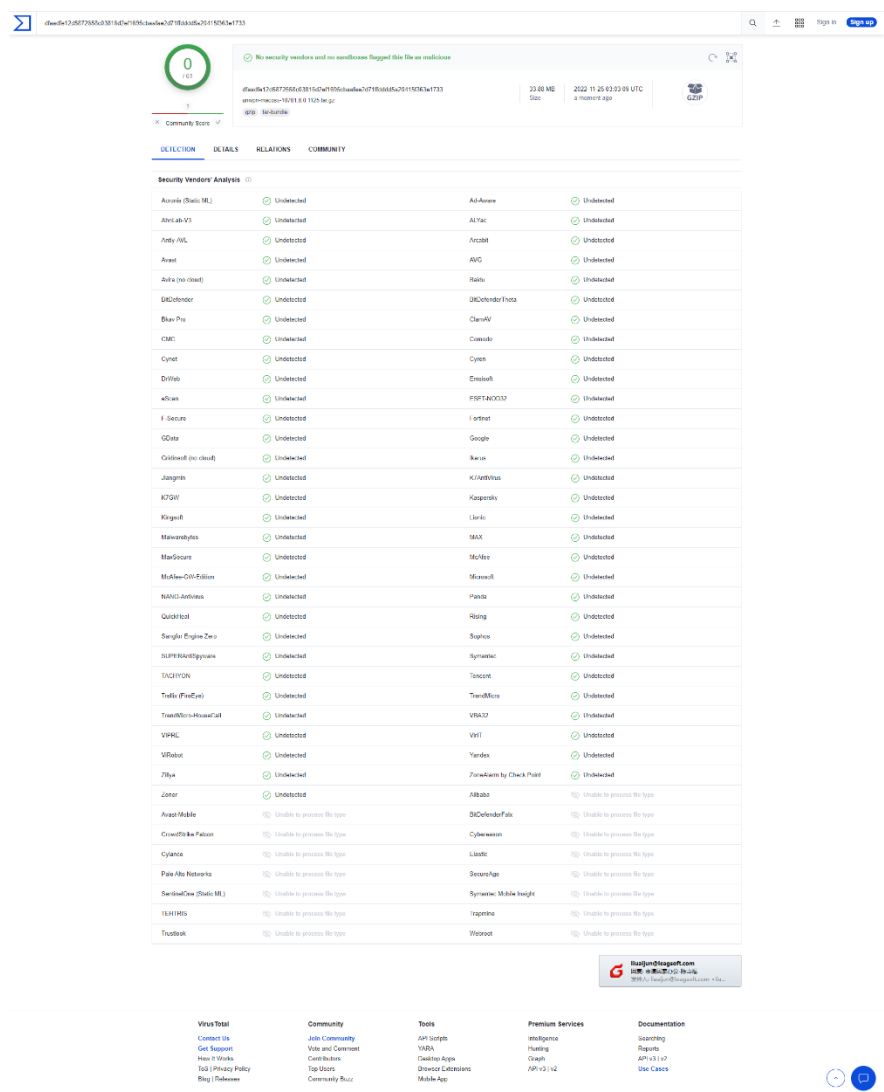 Sign in
Sign up
0
/ 61
No security vendors and no sandboxes flagged this file as malicious
33.88 MB
Size
2022-11-25 03:03:09 UTC
a moment ago
GZIP
gzip
tar-bundle
Community Score
DETECTION
DETAILS
RELATIONS
COMMUNITY
Security Vendors' Analysis
Acronis (Static ML)
Undetected
Ad-Aware
Undetected
AhnLab-V3
Undetected
ALYac
Undetected
Antiy-AVL
Undetected
Arcabit
Undetected
Avast
Undetected
AVG
Undetected
Avira (no cloud)
Undetected
Baidu
Undetected
BitDefender
Undetected
BitDefenderTheta
Undetected
Bkav Pro
Undetected
ClamAV
Undetected
CMC
Undetected
Comodo
Undetected
Cynet
Undetected
Cyren
Undetected
DrWeb
Undetected
Emsisoft
Undetected
eScan
Undetected
ESET-NOD32
Undetected
F-Secure
Undetected
Fortinet
Undetected
GData
Undetected
Google
Undetected
Gridinsoft (no cloud)
Undetected
Ikarus
Undetected
Jiangmin
Undetected
K7AntiVirus
Undetected
K7GW
Undetected
Kaspersky
Undetected
Kingsoft
Undetected
Lionic
Undetected
Malwarebytes
Undetected
MAX
Undetected
MaxSecure
Undetected
McAfee
Undetected
McAfee-GW-Edition
Undetected
Microsoft
Undetected
NANO-Antivirus
Undetected
Panda
Undetected
QuickHeal
Undetected
Rising
Undetected
Sangfor Engine Zero
Undetected
Sophos
Undetected
SUPERAntiSpyware
Undetected
Symantec
Undetected
TACHYON
Undetected
Tencent
Undetected
Trellix (FireEye)
Undetected
TrendMicro
Undetected
TrendMicro-HouseCall
Undetected
VBA32
Undetected
VIPRE
Undetected
VirIT
Undetected
ViRobot
Undetected
Yandex
Undetected
Zillya
Undetected
ZoneAlarm by Check Point
Undetected
Zoner
Undetected
Alibaba
Unable to process file type
Avast-Mobile
Unable to process file type
BitDefenderFalx
Unable to process file type
CrowdStrike Falcon
Unable to process file type
Cybereason
Unable to process file type
Cylance
Unable to process file type
Elastic
Unable to process file type
Palo Alto Networks
Unable to process file type
SecureAge
Unable to process file type
SentinelOne (Static ML)
Unable to process file type
Symantec Mobile Insight
Unable to process file type
TEHTRIS
Unable to process file type
Trapmine
Unable to process file type
Trustlook
Unable to process file type
Webroot
Unable to process file type
liuaijun@leagsoft.com
VirusTotal
Contact Us
Get Support
How It Works
ToS | Privacy Policy
Blog | Releases
Community
Join Community
Vote and Comment
Contributors
Top Users
Community Buzz
Tools
API Scripts
YARA
Desktop Apps
Browser Extensions
Mobile App
Premium Services
Intelligence
Hunting
Graph
API v3 | v2
Documentation
Searching
Reports
API v3 | v2
Use Cases